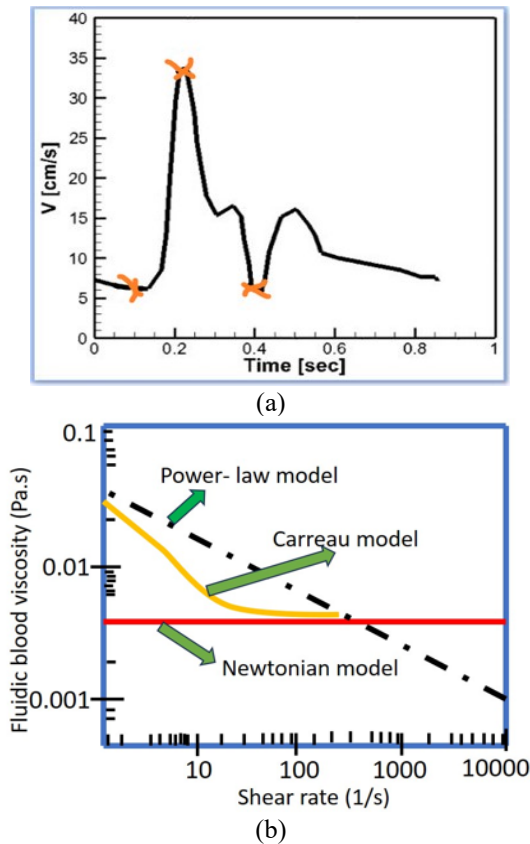 V [cm/s]
40
35
30
25
20
15
10
5
0
0 0.2 0.4 0.6 0.8 1
Time [sec]
(a)
Fluidic blood viscosity (Pa.s)
0.1
0.01
0.001
Power- law model
Carreau model
Newtonian model
10 100 1000 10000
Shear rate (1/s)
(b)